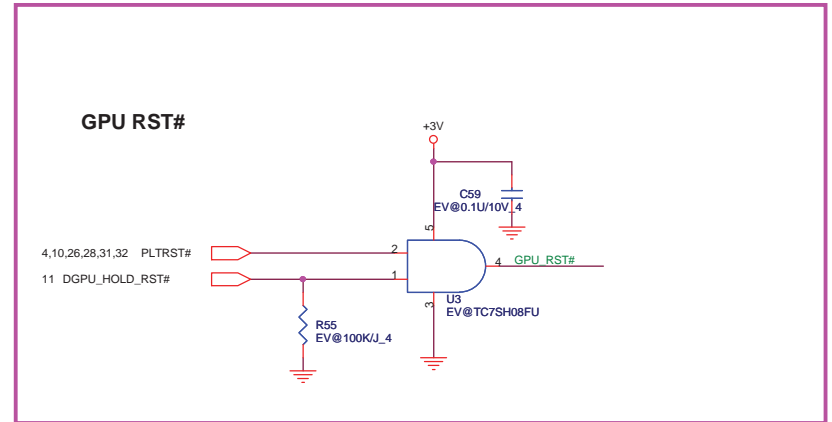 GPU RST#
+3V
C59
EV@0.1U/10V_4
5
4,10,26,28,31,32 PLTRST#
2
11 DGPU_HOLD_RST#
1
4 GPU_RST#
3
U3
EV@TC7SH08FU
R55
EV@100K/J_4